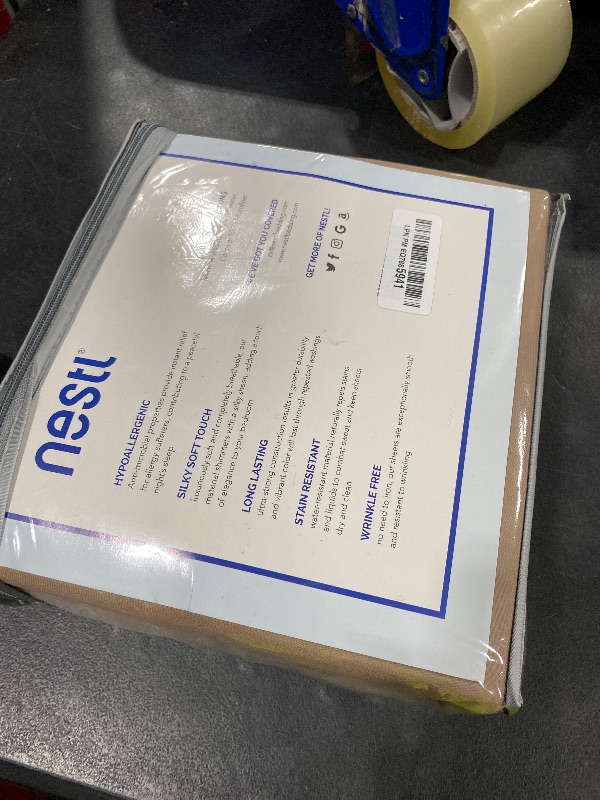 nestl®
HYPOALLERGENIC
Anti-microbial properties provide instant relief
for allergy sufferers, contributing to a peaceful
night's sleep
SILKY SOFT TOUCH
luxuriously soft and completely breathable, our
material shimmers with a silky sheen, adding a touch
of elegance to your bedroom
LONG LASTING
ultra-strong construction results in greater durability
and vibrant color will last through repeated washings
STAIN RESISTANT
water-resistant material naturally repels stains
and liquids to combat sweat and keep sheets
dry and clean
WRINKLE FREE
no need to iron, our sheets are exceptionally smooth
and resistant to wrinkling
WE'VE GOT YOU COVERED
www.nestlbedding.com
GET MORE OF NESTL!
5941